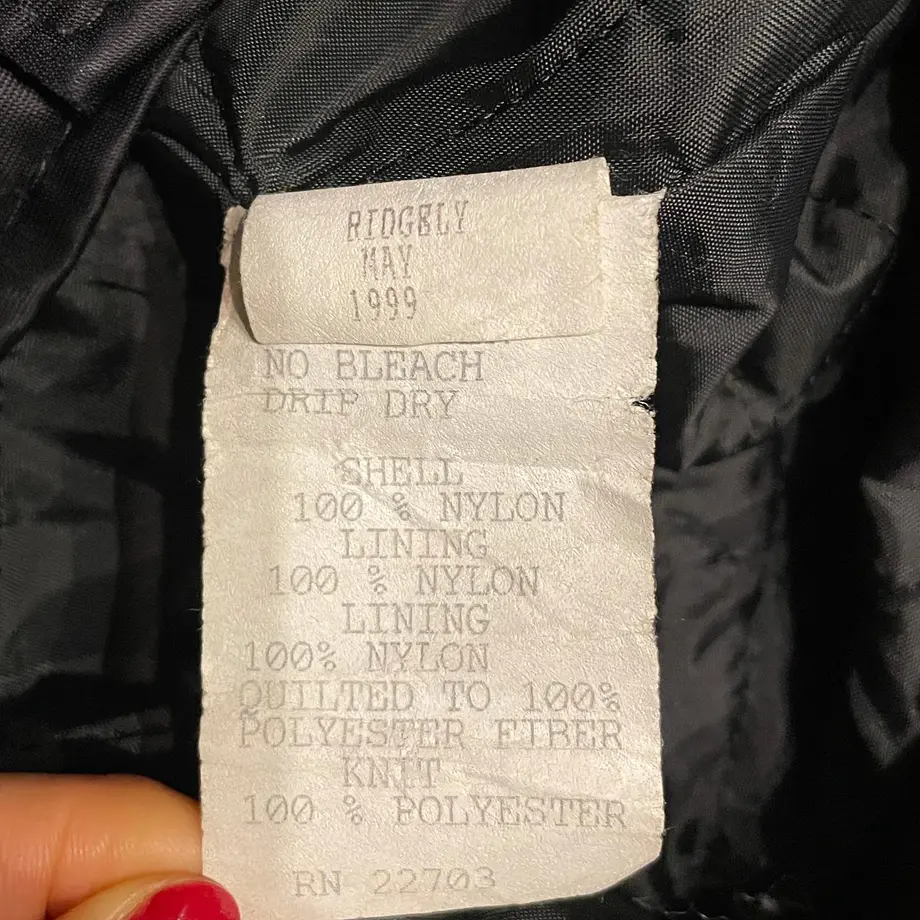 RIDGELY
MAY
1999
NO BLEACH
DRIP DRY
SHELL
100 % NYLON
LINING
100 % NYLON
LINING
100% NYLON
QUILTED TO 100%
POLYESTER FIBER
KNIT
100 % POLYESTER
RN 22703